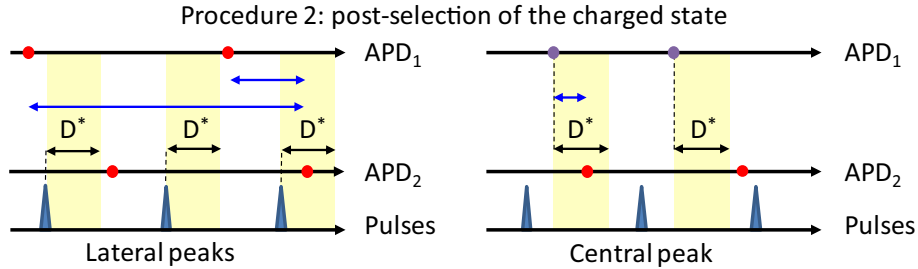 Procedure 2: post-selection of the charged state
APD1
APD1
D* D* D*
D* D*
APD2
APD2
Pulses
Pulses
Lateral peaks
Central peak